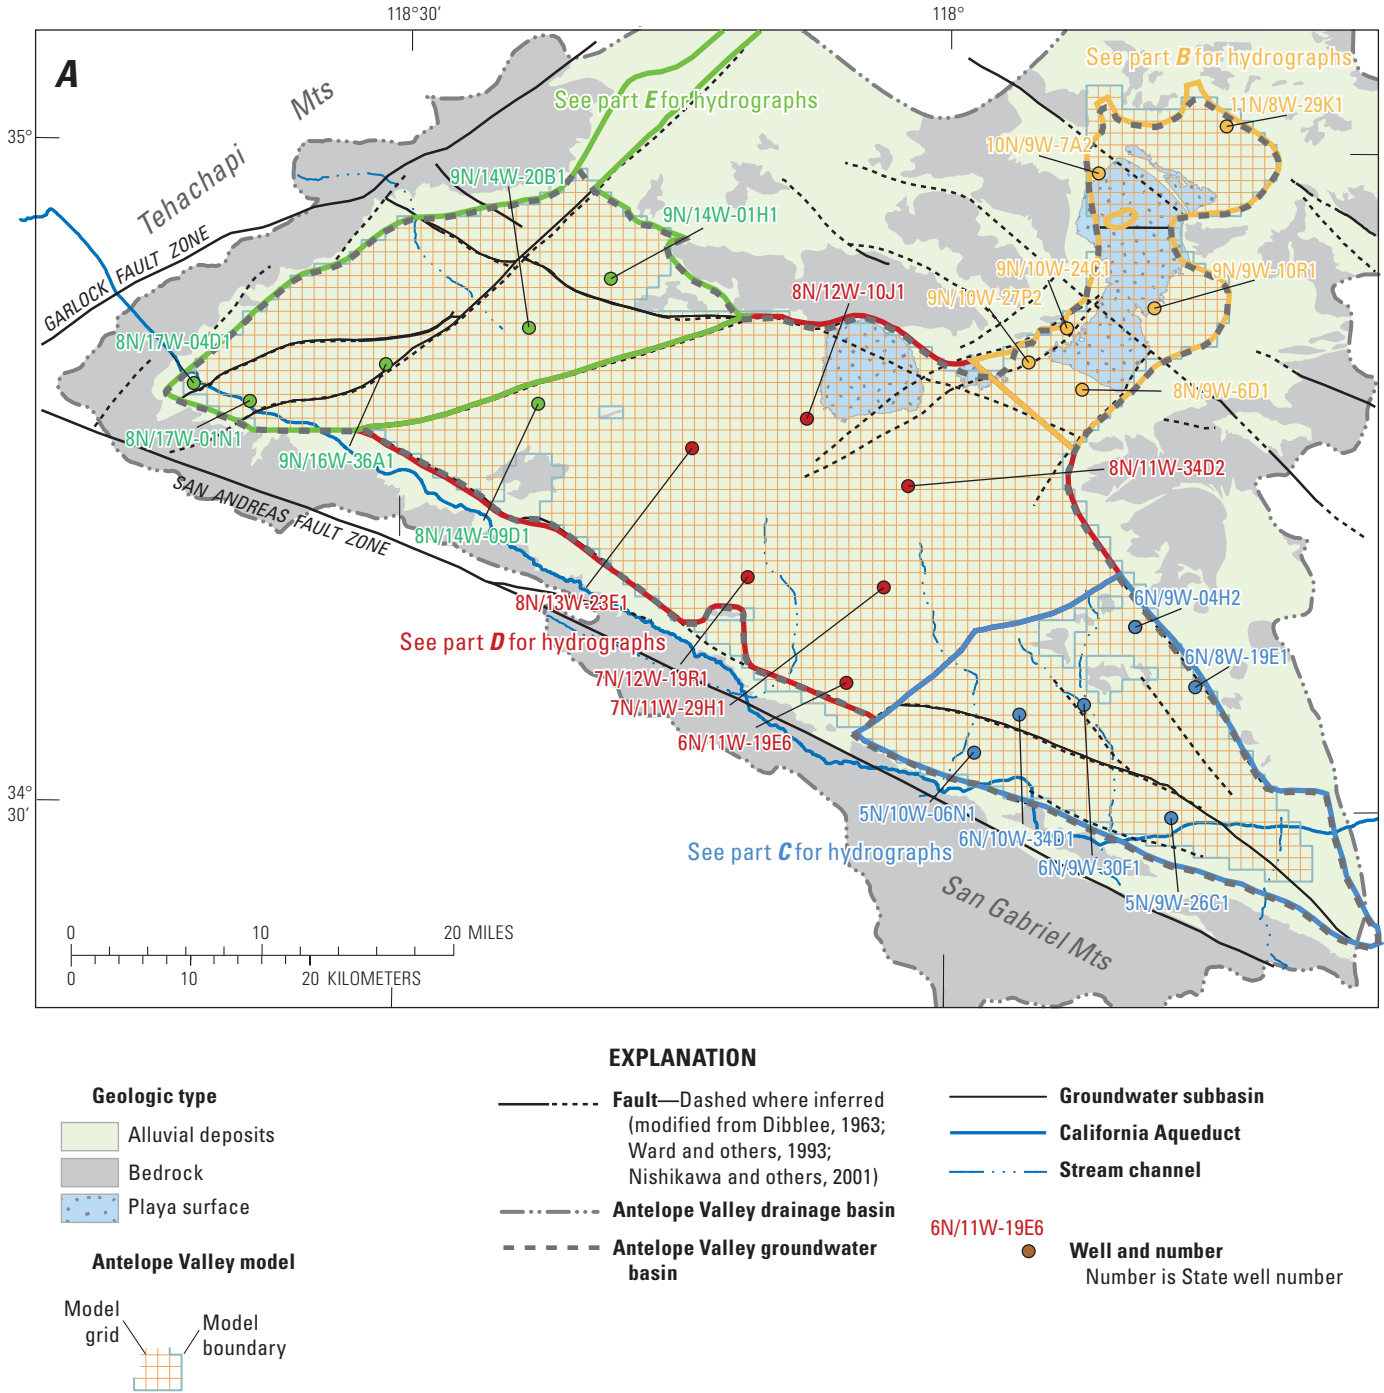 118°30'
118°
A
35°
34°
30'
Tehachapi
Mts
GARLOCK FAULT ZONE
SAN ANDREAS FAULT ZONE
San Gabriel Mts
See part E for hydrographs
See part B for hydrographs
11N/8W-29K1
10N/9W-7A2
9N/14W-20B1
9N/14W-01H1
9N/10W-24C1
9N/9W-10R1
9N/10W-27P2
8N/12W-10J1
8N/17W-04D1
8N/9W-6D1
8N/17W-01N1
9N/16W-36A1
8N/11W-34D2
8N/14W-09D1
8N/13W-23E1
6N/9W-04H2
See part D for hydrographs
6N/8W-19E1
7N/12W-19R1
7N/11W-29H1
6N/11W-19E6
5N/10W-06N1
6N/10W-34D1
See part C for hydrographs
6N/9W-30F1
5N/9W-26C1
0 10 20 MILES
0 10 20 KILOMETERS
EXPLANATION
Geologic type
Alluvial deposits
Bedrock
Playa surface
Antelope Valley model
Model
grid
Model
boundary
Fault—Dashed where inferred
(modified from Dibblee, 1963;
Ward and others, 1993;
Nishikawa and others, 2001)
Antelope Valley drainage basin
Antelope Valley groundwater
basin
Groundwater subbasin
California Aqueduct
Stream channel
6N/11W-19E6
Well and number
Number is State well number